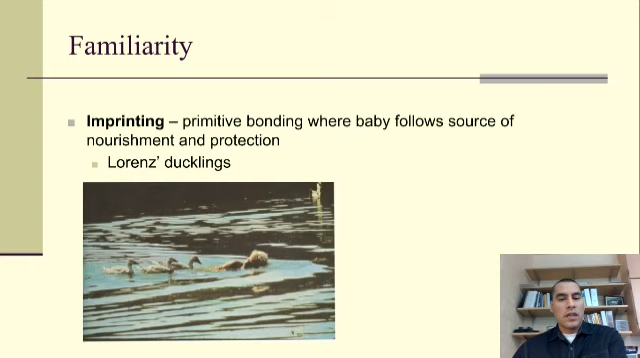 Familiarity
Imprinting – primitive bonding where baby follows source of
nourishment and protection
Lorenz’ ducklings